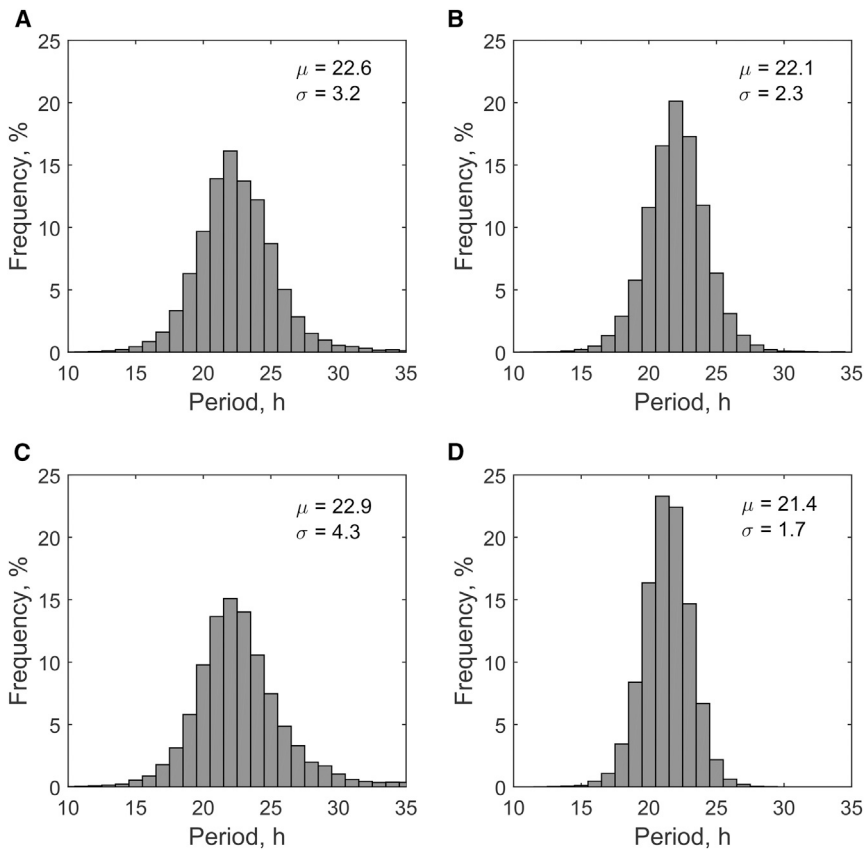 A
25
20
15
10
5
0
Frequency, %
μ = 22.6
σ = 3.2
10 15 20 25 30 35
Period, h
B
25
20
15
10
5
0
Frequency, %
μ = 22.1
σ = 2.3
10 15 20 25 30 35
Period, h
C
25
20
15
10
5
0
Frequency, %
μ = 22.9
σ = 4.3
10 15 20 25 30 35
Period, h
D
25
20
15
10
5
0
Frequency, %
μ = 21.4
σ = 1.7
10 15 20 25 30 35
Period, h